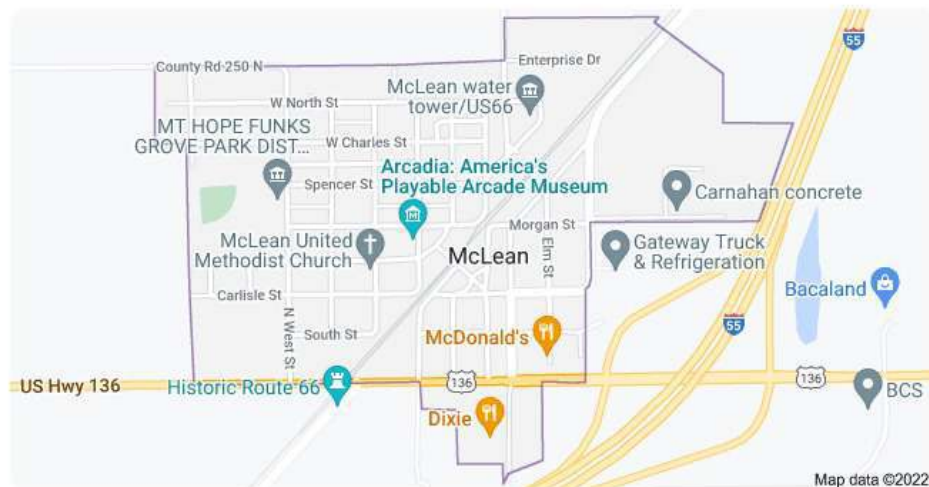 55
Enterprise Dr
County Rd 250 N
McLean water
tower/US66
W North St
MT HOPE FUNKS
GROVE PARK DIST...
W Charles St
Arcadia: America's
Playable Arcade Museum
Spencer St
Carnahan concrete
Morgan St
McLean United
Methodist Church
McLean
Elm St
Gateway Truck
& Refrigeration
Carlisle St
Bacaland
N West St
South St
McDonald's
55
US Hwy 136
Historic Route 66
136
136
BCS
Dixie
Map data ©2022